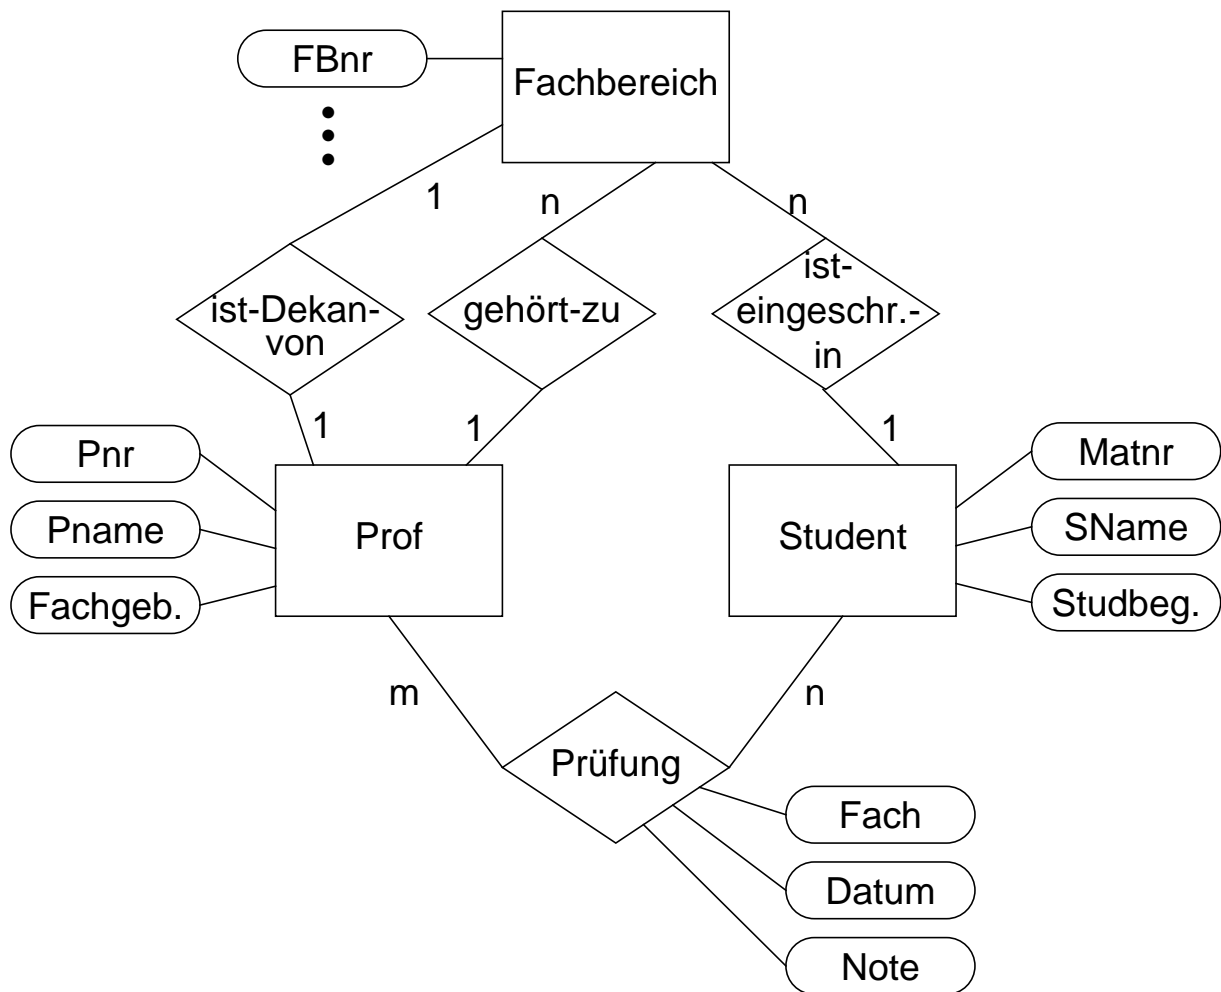 FBnr
Fachbereich
1
n
n
ist-Dekan-
von
gehört-zu
ist-
eingeschr.-
in
1
1
1
Pnr
Pname
Fachgeb.
Prof
Student
Matnr
SName
Studbeg.
m
n
Prüfung
Fach
Datum
Note